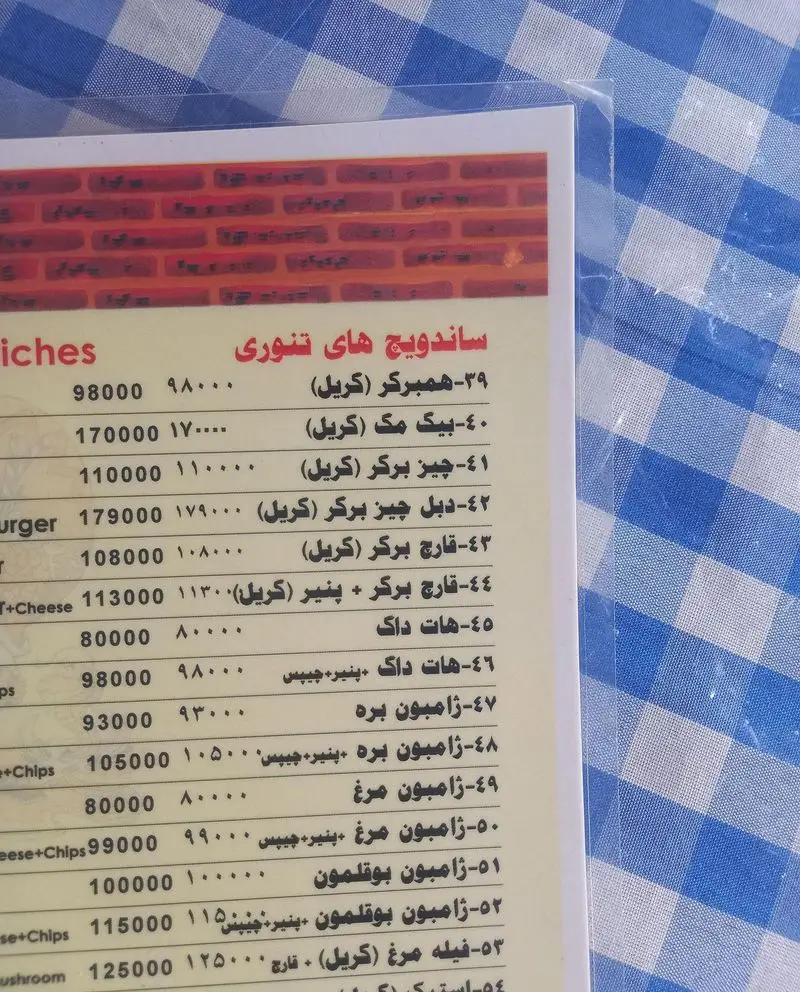 ساندویچ های تنوری iches
۳۹-همبرگر (گریل) ۹۸۰۰۰ 98000
۴۰-بیگ مک (گریل) ۱۷۰۰۰۰ 170000
۴۱-چیز برگر (گریل) ۱۱۰۰۰۰ 110000
۴۲-دبل چیز برگر (گریل) ۱۷۹۰۰۰ 179000 urger
۴۳-قارچ برگر (گریل) ۱۰۸۰۰۰ 108000 r
۴۴-قارچ برگر + پنیر (گریل) ۱۱۳۰۰ 113000 r+Cheese
۴۵-هات داگ ۸۰۰۰۰ 80000
۴۶-هات داگ +پنیر+چیپس ۹۸۰۰۰ 98000 ps
۴۷-ژامبون بره ۹۳۰۰۰ 93000
۴۸-ژامبون بره +پنیر+چیپس ۱۰۵۰۰۰ 105000 e+Chips
۴۹-ژامبون مرغ ۸۰۰۰۰ 80000
۵۰-ژامبون مرغ +پنیر+چیپس ۹۹۰۰۰ 99000 eese+Chips
۵۱-ژامبون بوقلمون ۱۰۰۰۰۰ 100000
۵۲-ژامبون بوقلمون +پنیر+چیپس ۱۱۵۰۰۰ 115000 se+Chips
۵۳-فیله مرغ (گریل) + قارچ ۱۲۵۰۰۰ 125000 ushroom